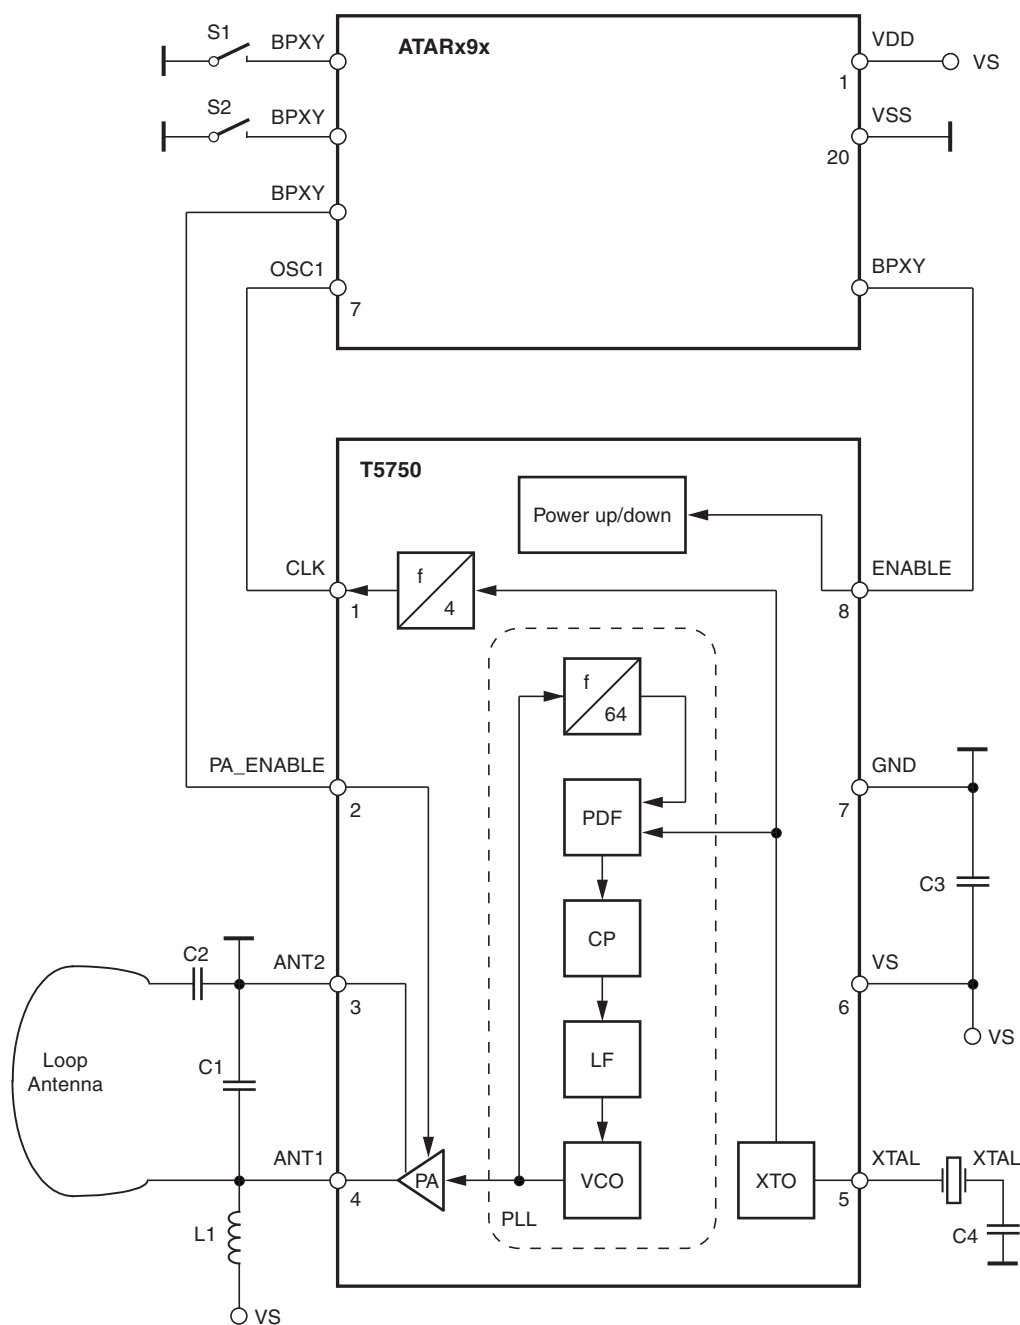 S1
BPXY
ATARx9x
VDD
VS
1
S2
BPXY
VSS
20
BPXY
OSC1
7
BPXY
T5750
Power up/down
CLK
1
f
4
ENABLE
8
f
64
PA_ENABLE
2
GND
7
PDF
C3
CP
C2
ANT2
3
VS
6
VS
Loop
Antenna
C1
LF
ANT1
4
PA
VCO
XTO
XTAL
5
XTAL
PLL
C4
L1
VS